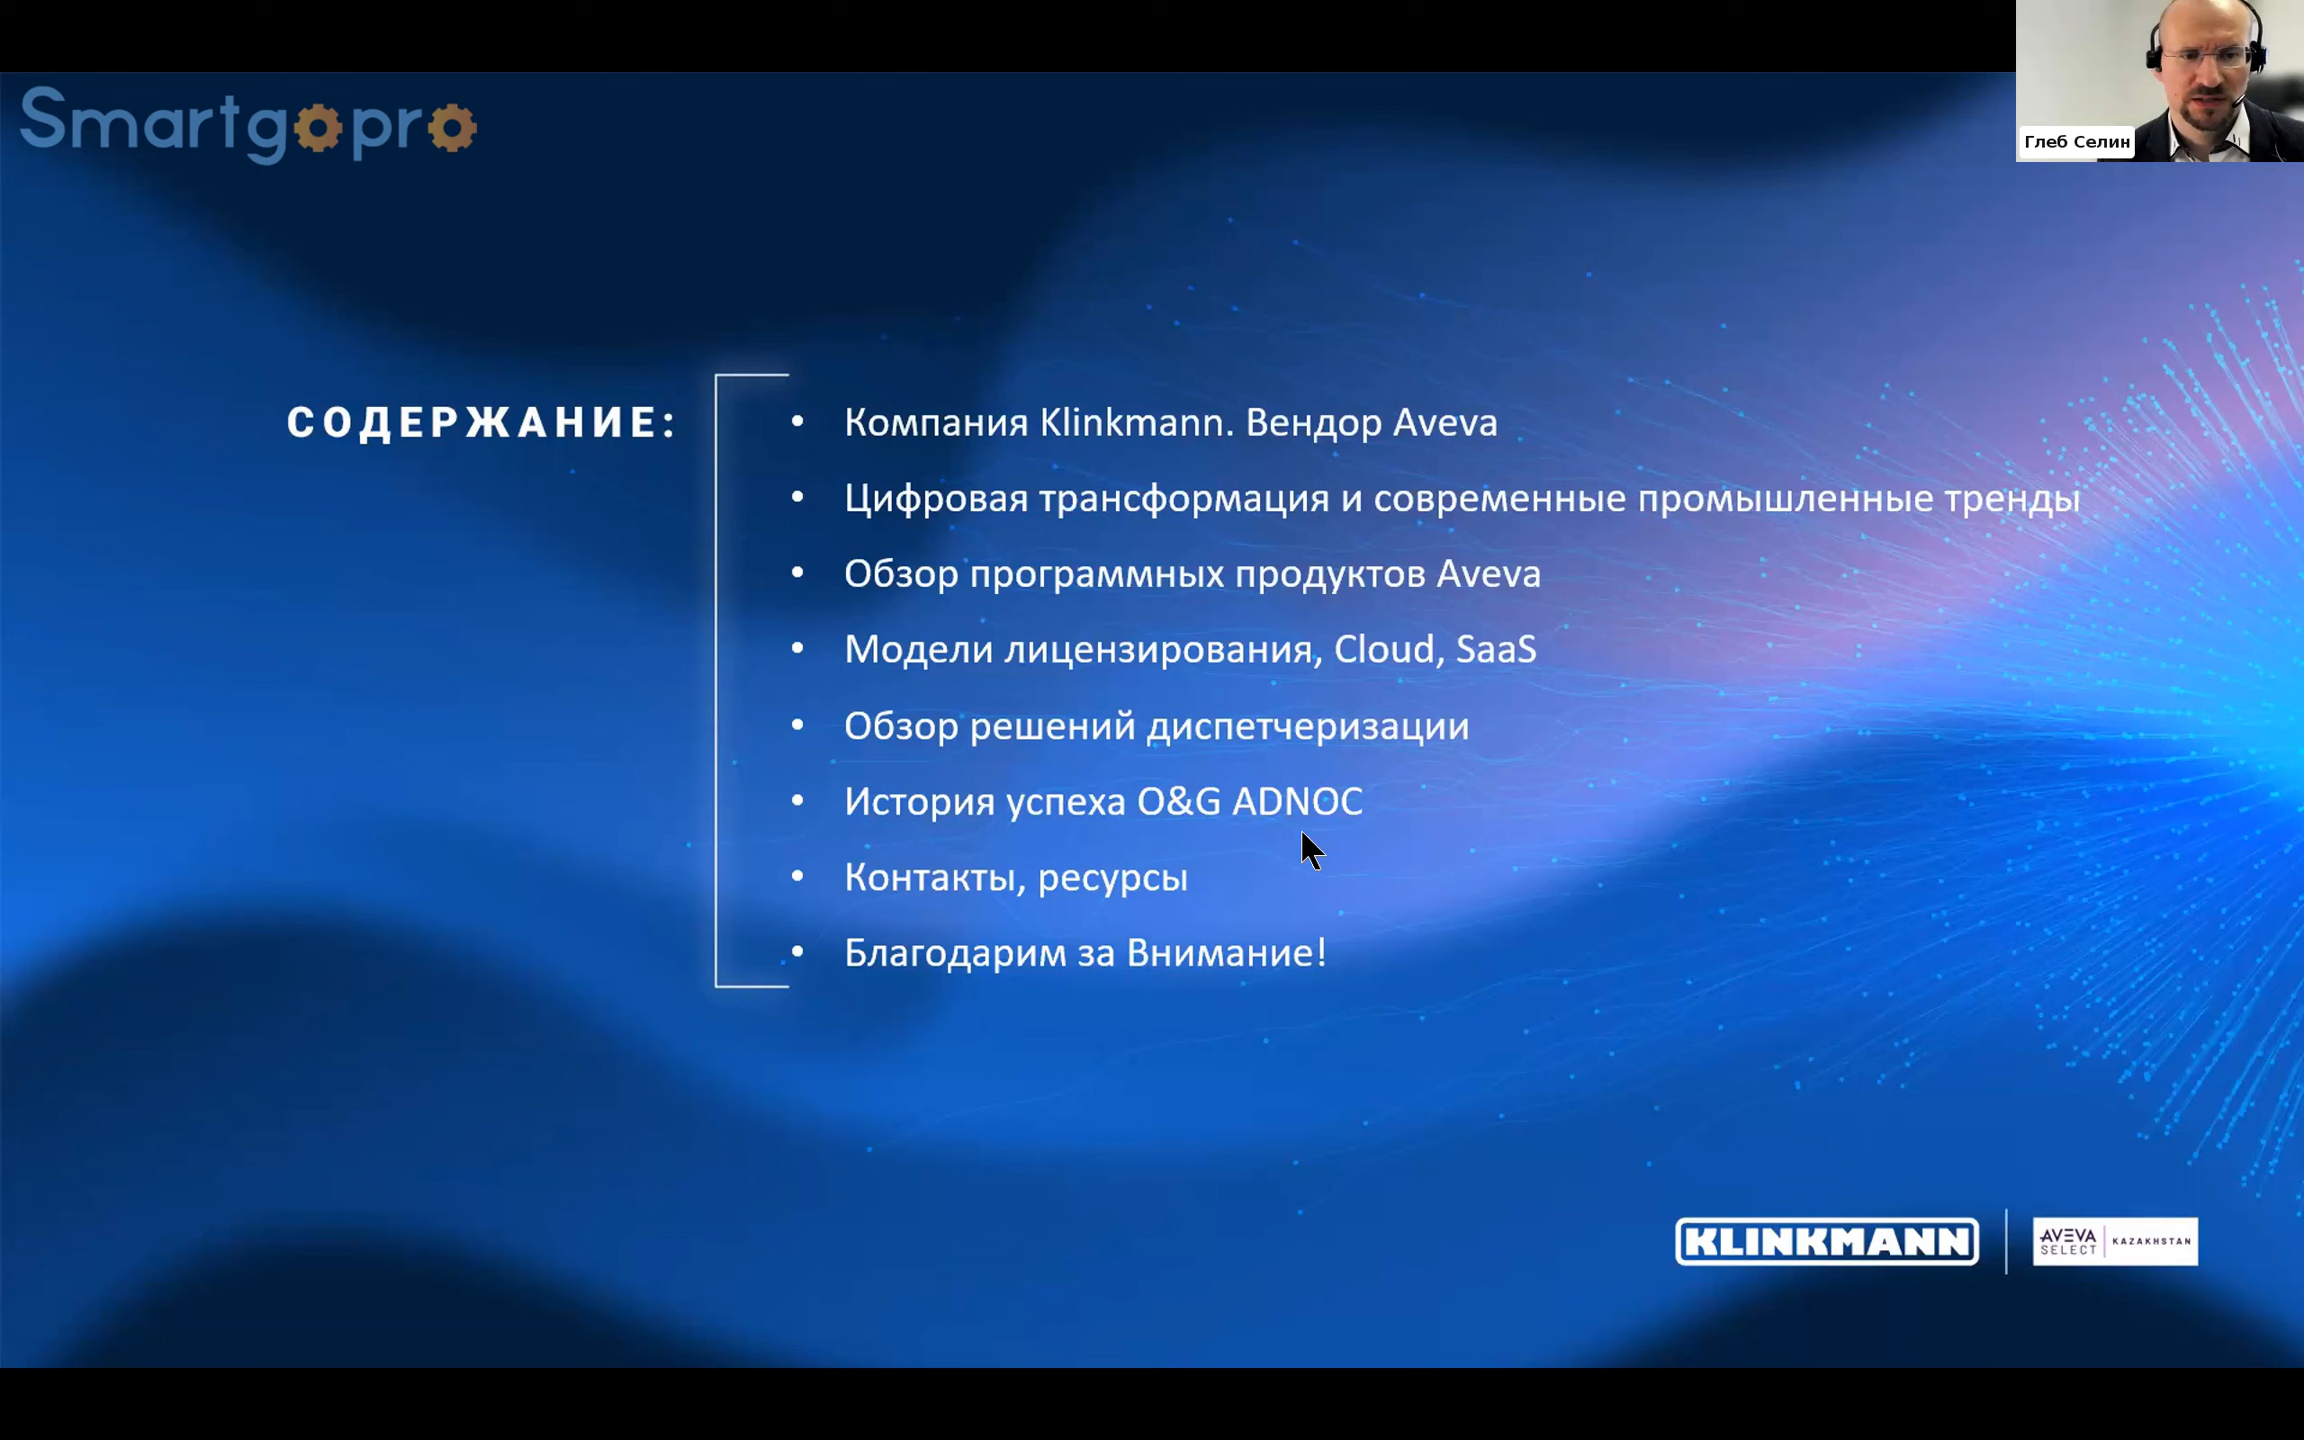 Smartgopro
Глеб Селин
СОДЕРЖАНИЕ:
• Компания Klinkmann. Вендор Aveva
• Цифровая трансформация и современные промышленные тренды
• Обзор программных продуктов Aveva
• Модели лицензирования, Cloud, SaaS
• Обзор решений диспетчеризации
• История успеха O&G ADNOC
• Контакты, ресурсы
• Благодарим за Внимание!
KLINKMANN
AVEVA
SELECT
KAZAKHSTAN